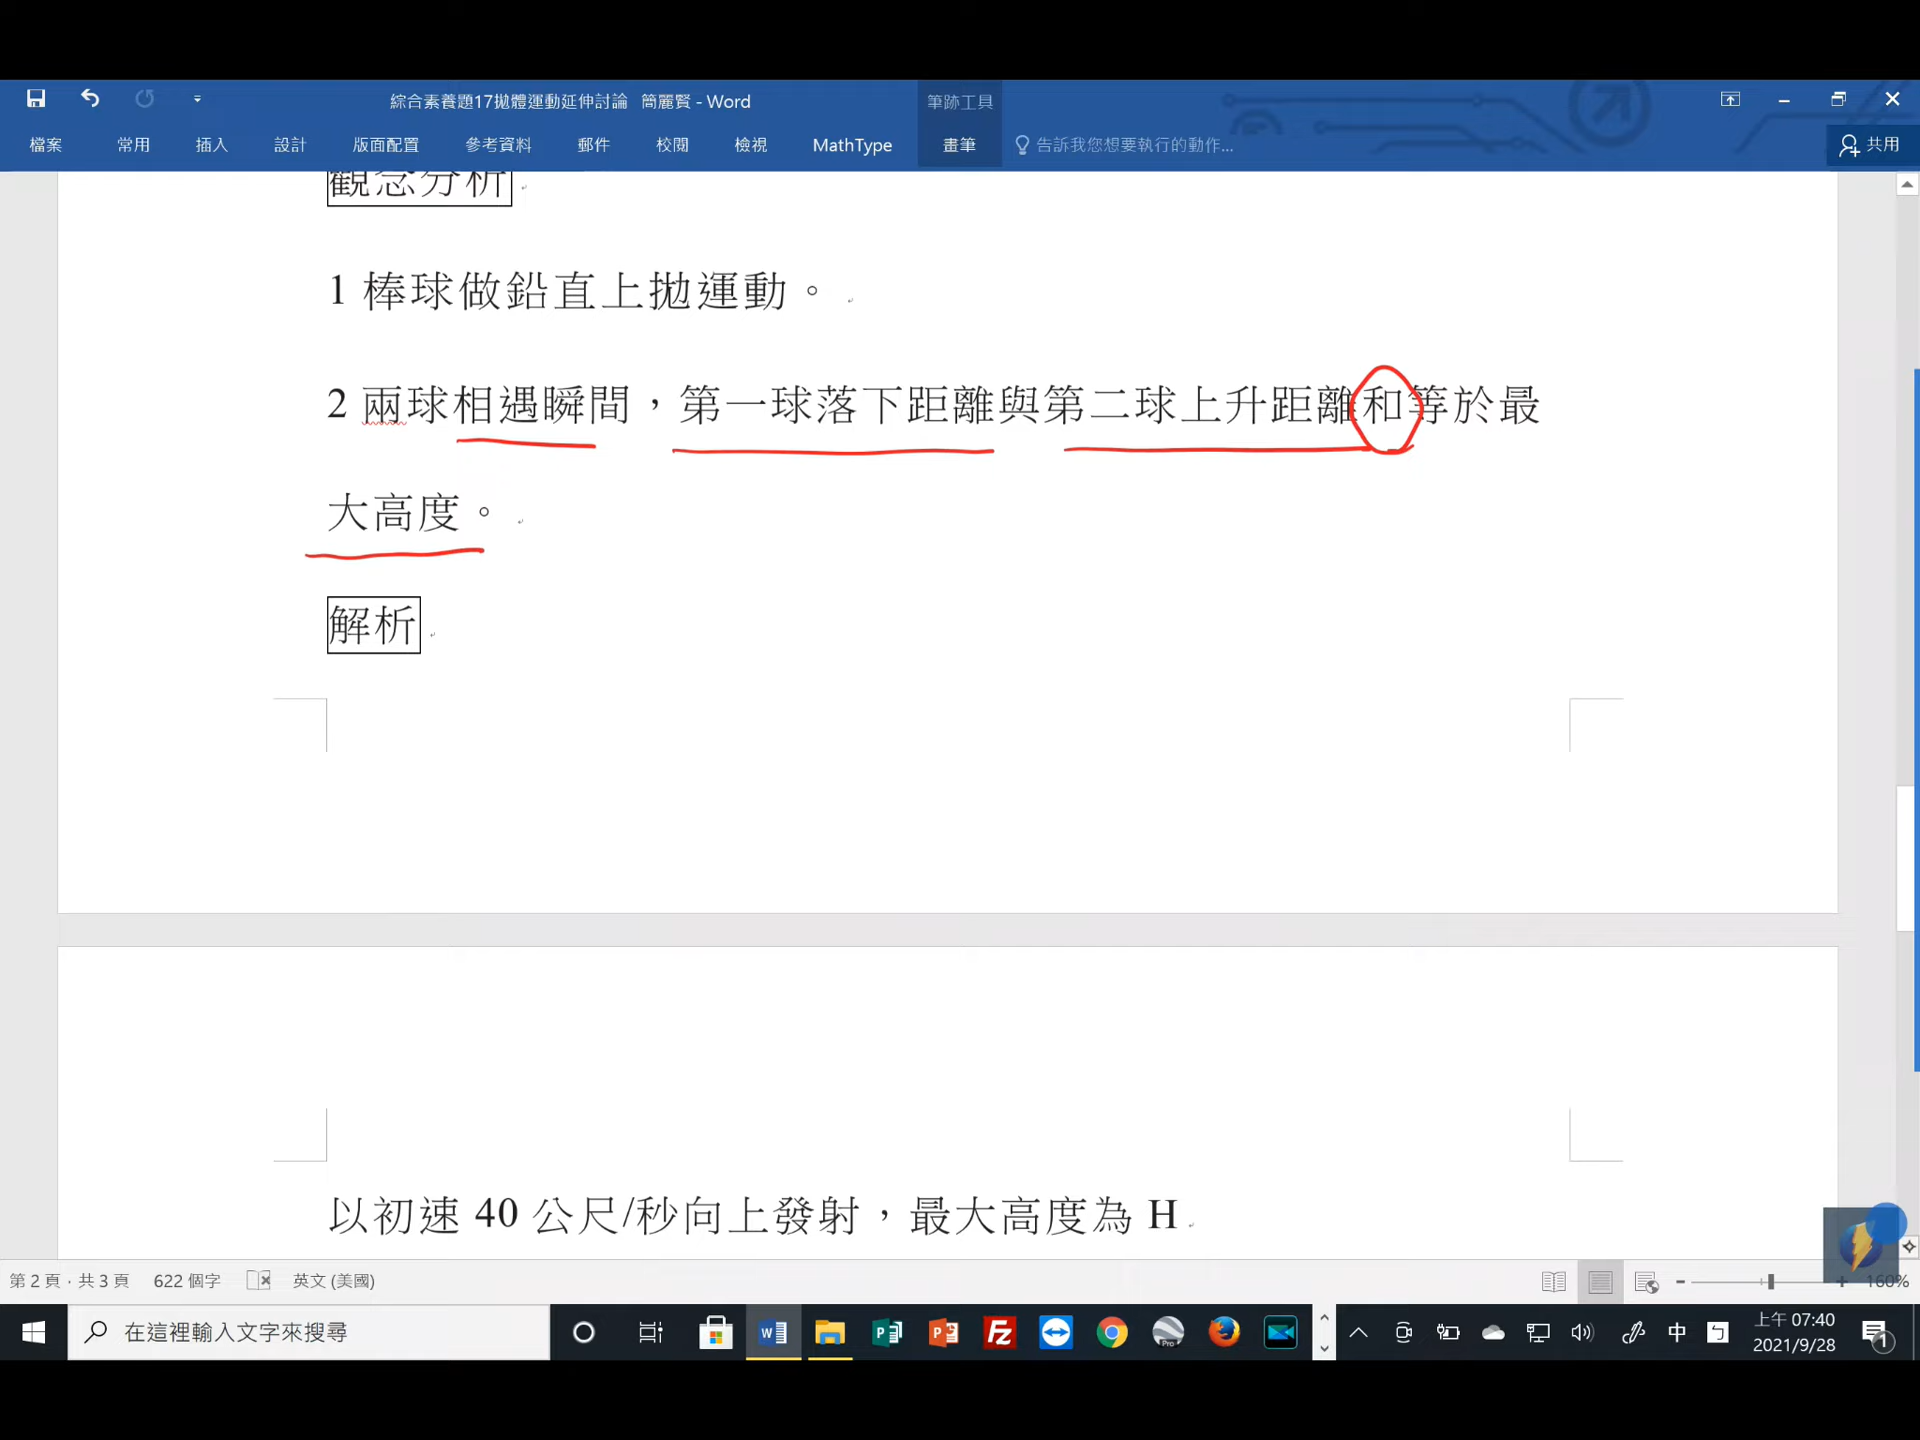 綜合素養題17拋體運動延伸討論 簡麗賢 - Word
筆跡工具
檔案 常用 插入 設計 版面配置 參考資料 郵件 校閱 檢視 MathType 畫筆 告訴我您想要執行的動作... 共用
觀念分析
1 棒球做鉛直上拋運動。
2 兩球相遇瞬間，第一球落下距離與第二球上升距離和等於最
大高度。
解析
以初速 40 公尺/秒向上發射，最大高度為 H
第 2 頁，共 3 頁 622 個字 英文 (美國) 160%
在這裡輸入文字來搜尋
中
上午 07:40
2021/9/28
1